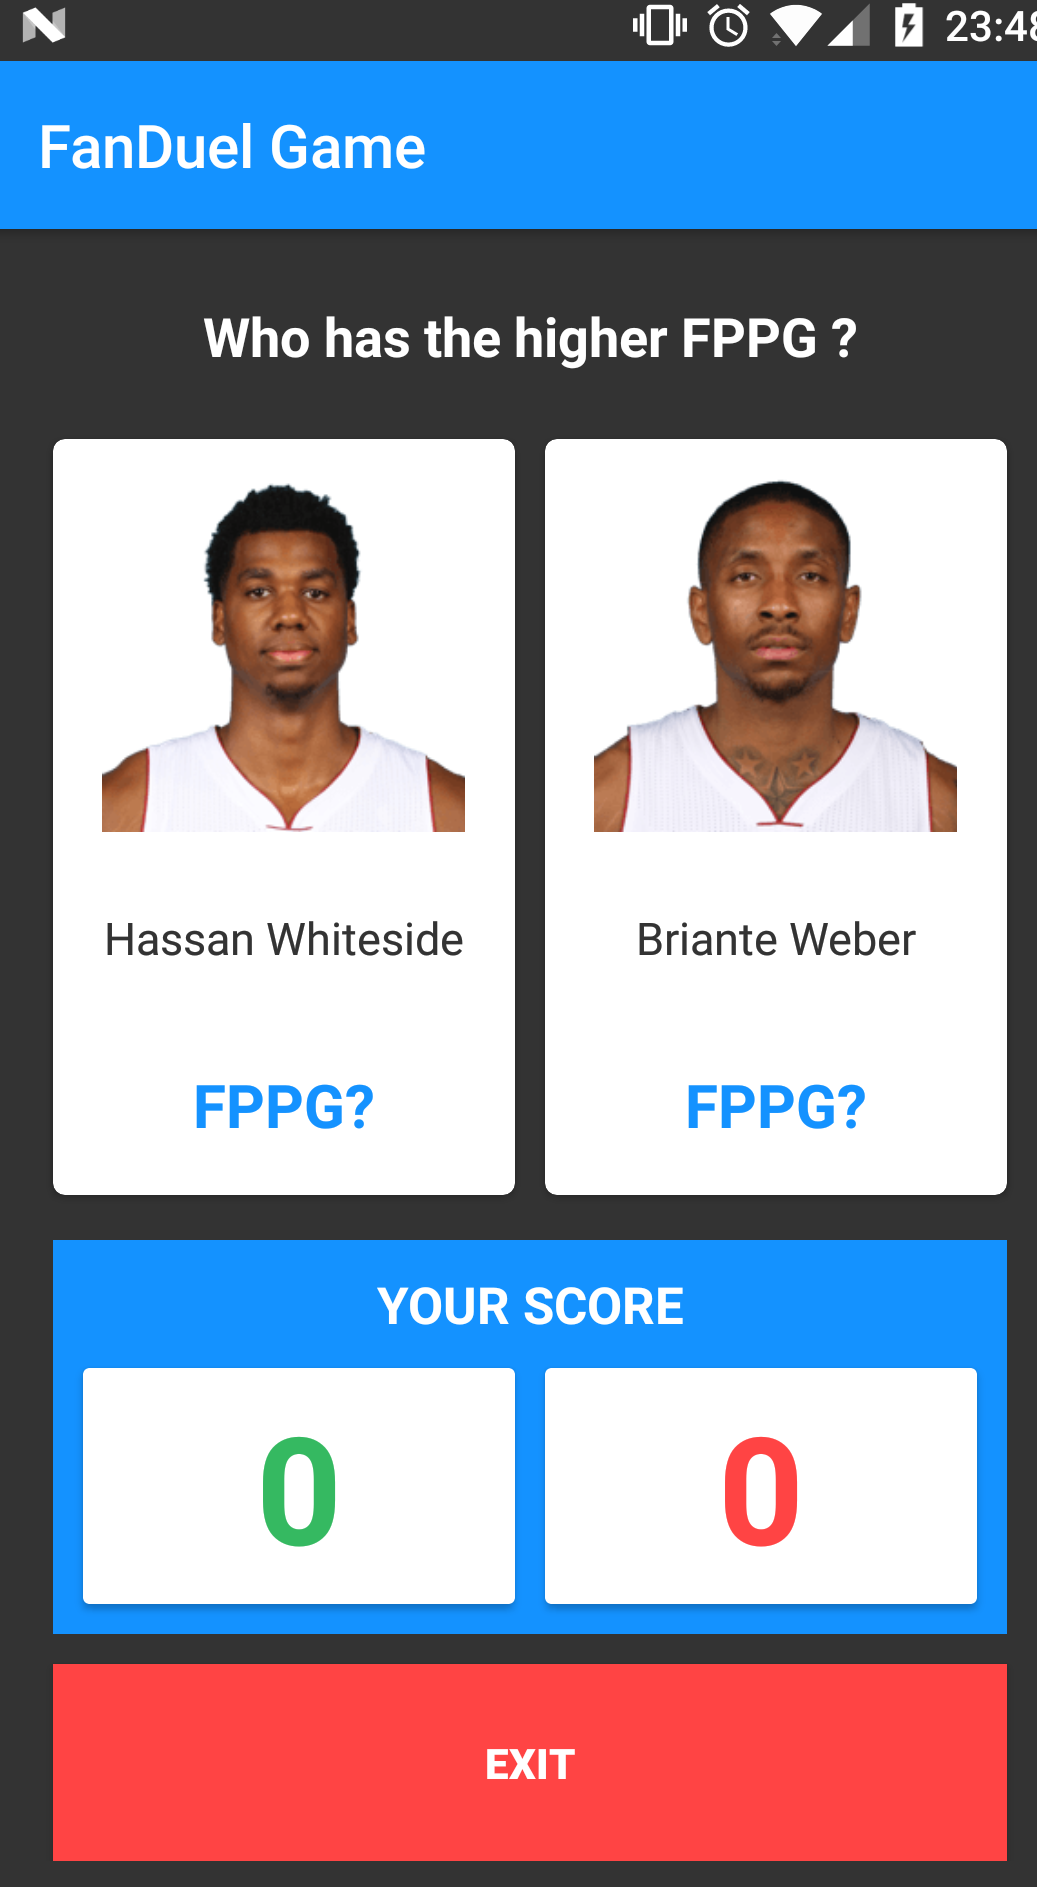 23:48
FanDuel Game
Who has the higher FPPG ?
Hassan Whiteside
Briante Weber
FPPG?
FPPG?
YOUR SCORE
0
0
EXIT